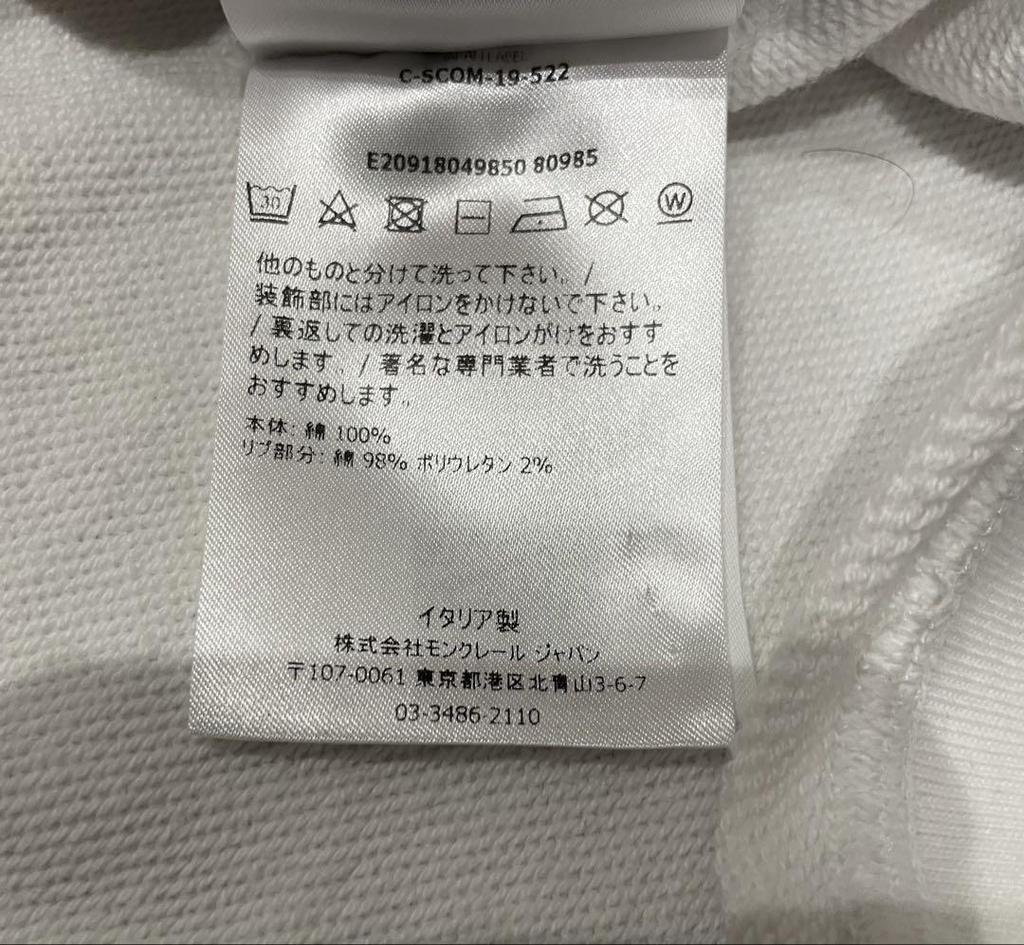 C-SCOM-19-522
E20918049850 80985
30
W
他のものと分けて洗って下さい。/
装飾部にはアイロンをかけないで下さい。
/ 裏返しての洗濯とアイロンがけをおすす
めします。/ 著名な専門業者で洗うことを
おすすめします。
本体: 綿 100%
リブ部分: 綿 98% ポリウレタン 2%
イタリア製
株式会社モンクレール ジャパン
〒107-0061 東京都港区北青山3-6-7
03-3486-2110